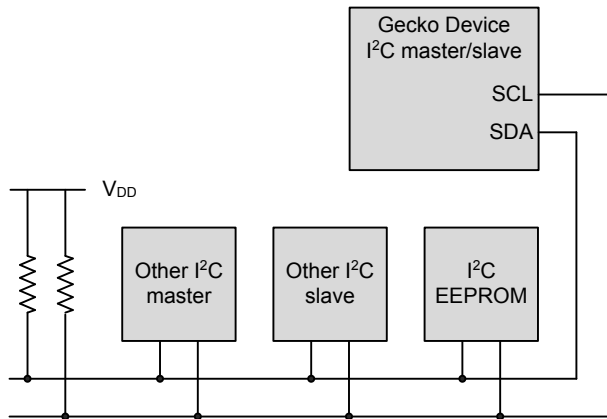 Gecko Device
I²C master/slave
SCL
SDA
VDD
Other I²C
master
Other I²C
slave
I²C
EEPROM